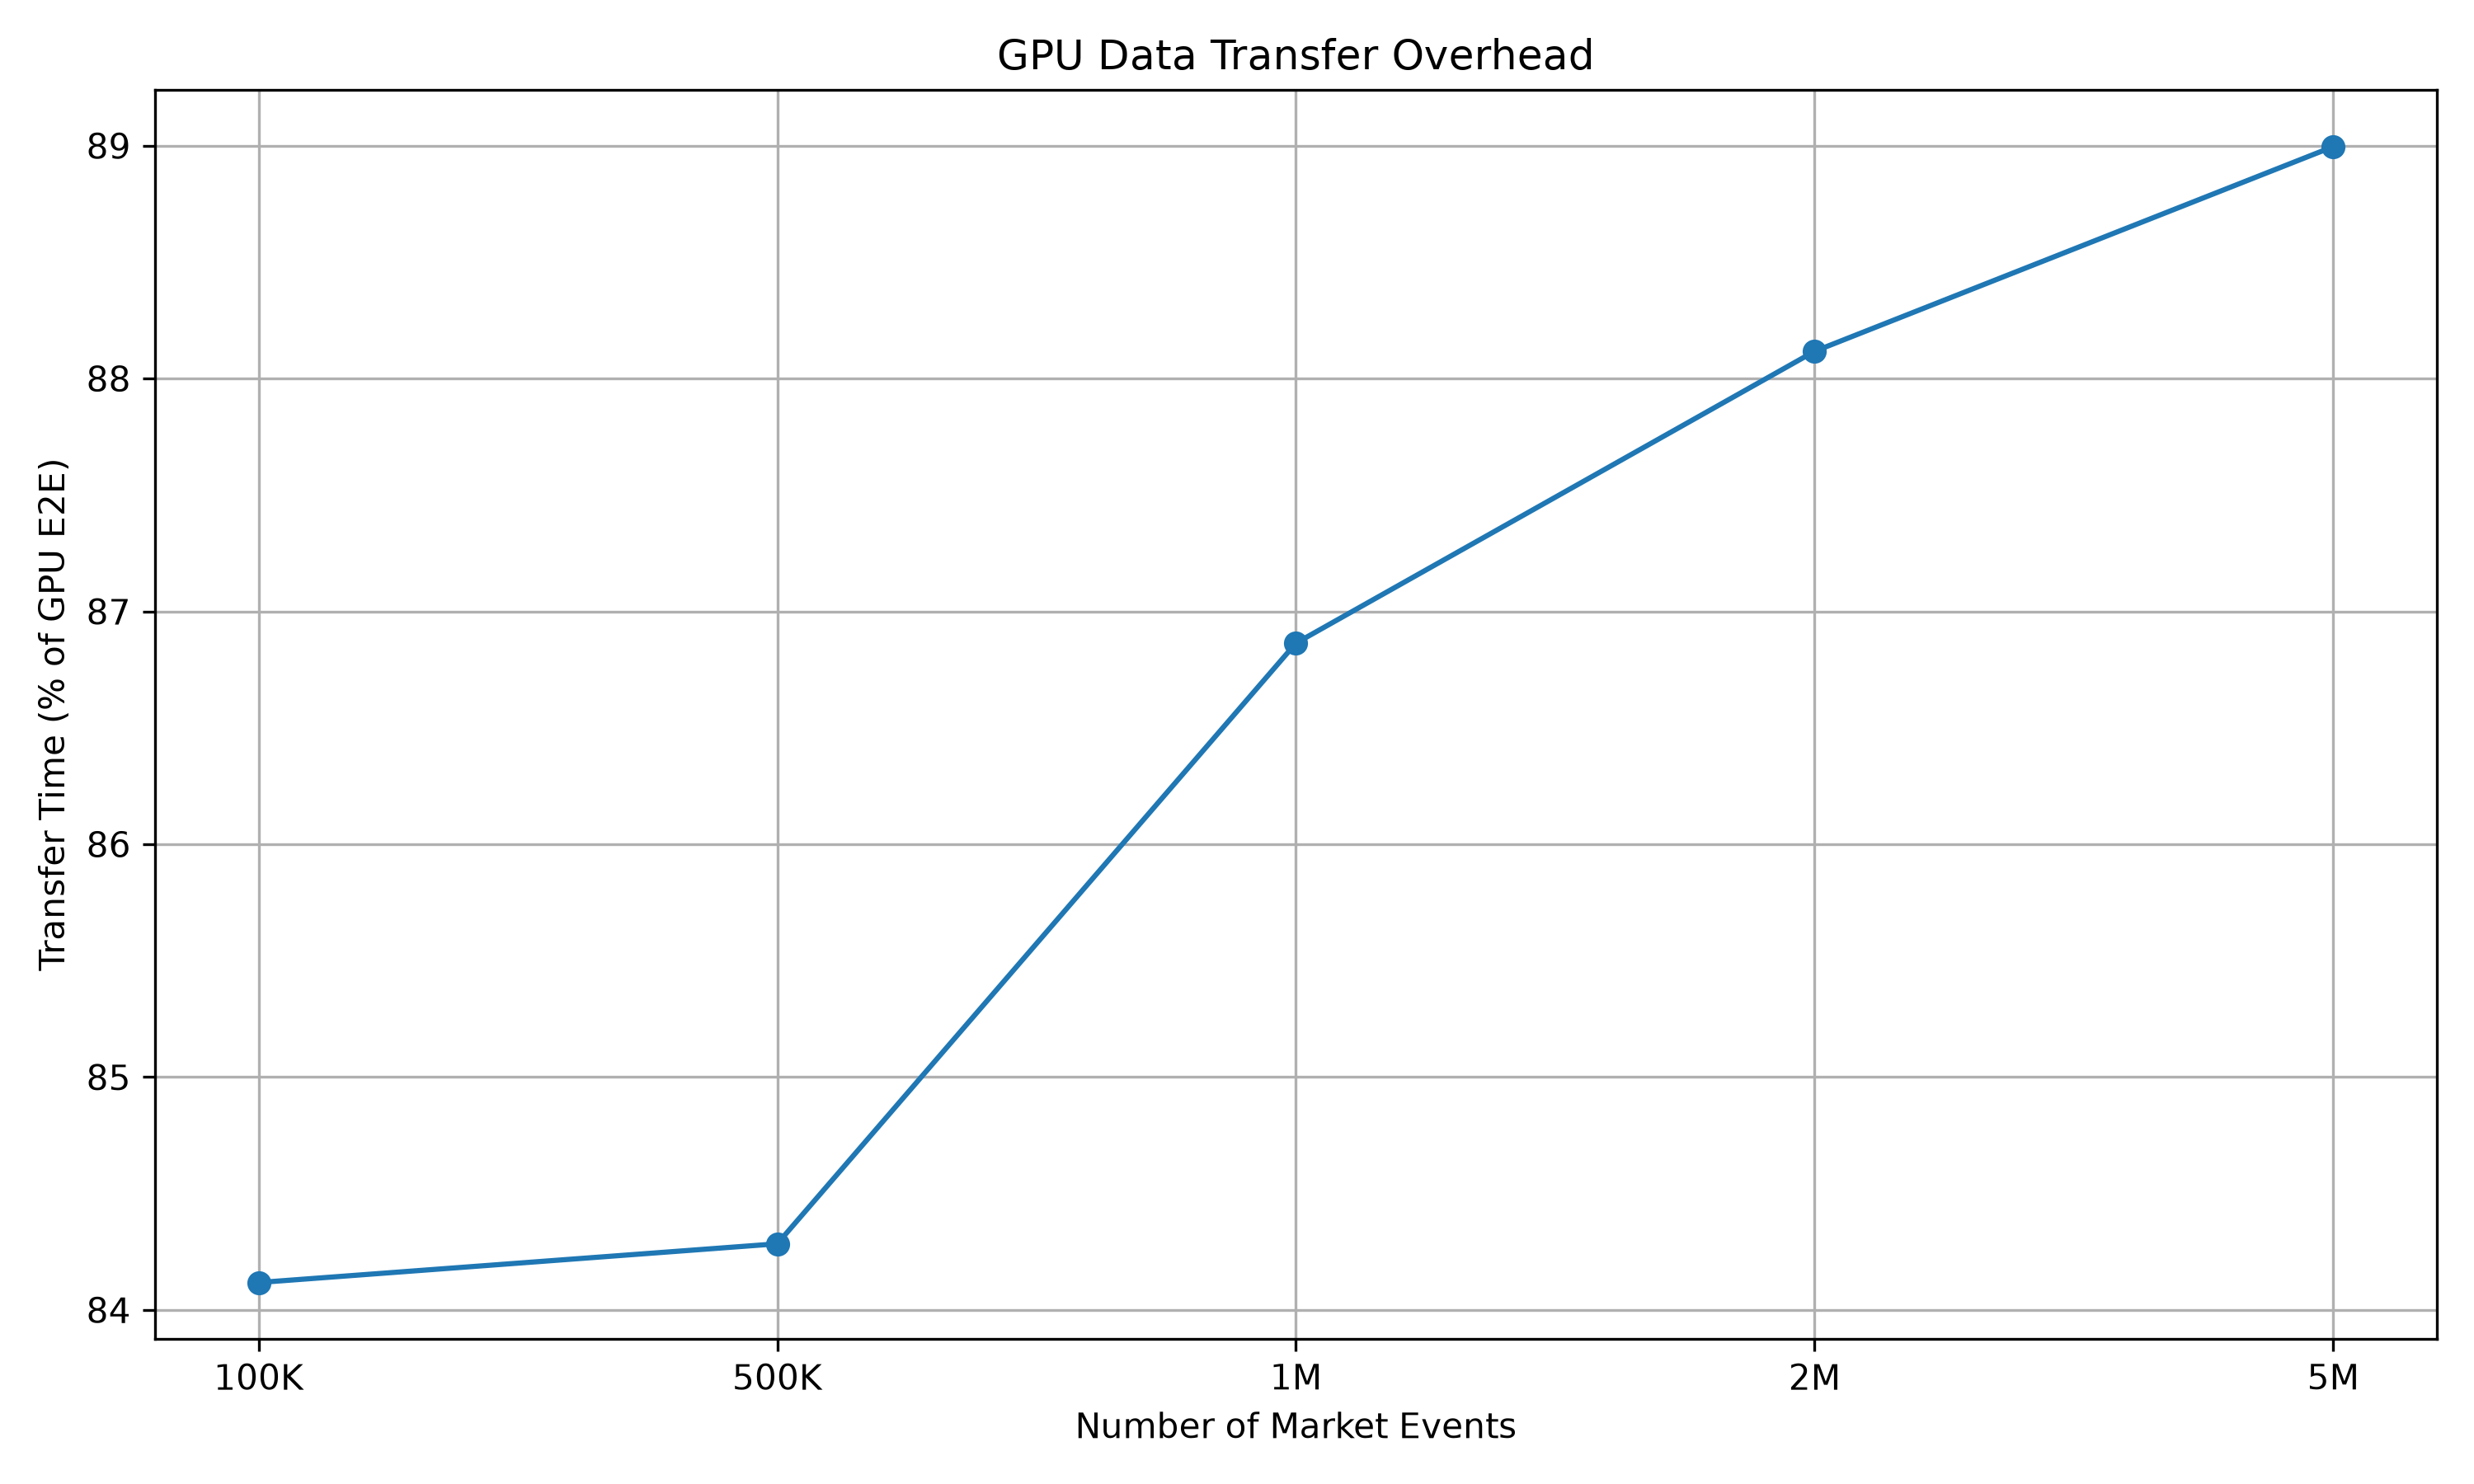 GPU Data Transfer Overhead
Transfer Time (% of GPU E2E)
89
88
87
86
85
84
100K 500K 1M 2M 5M
Number of Market Events